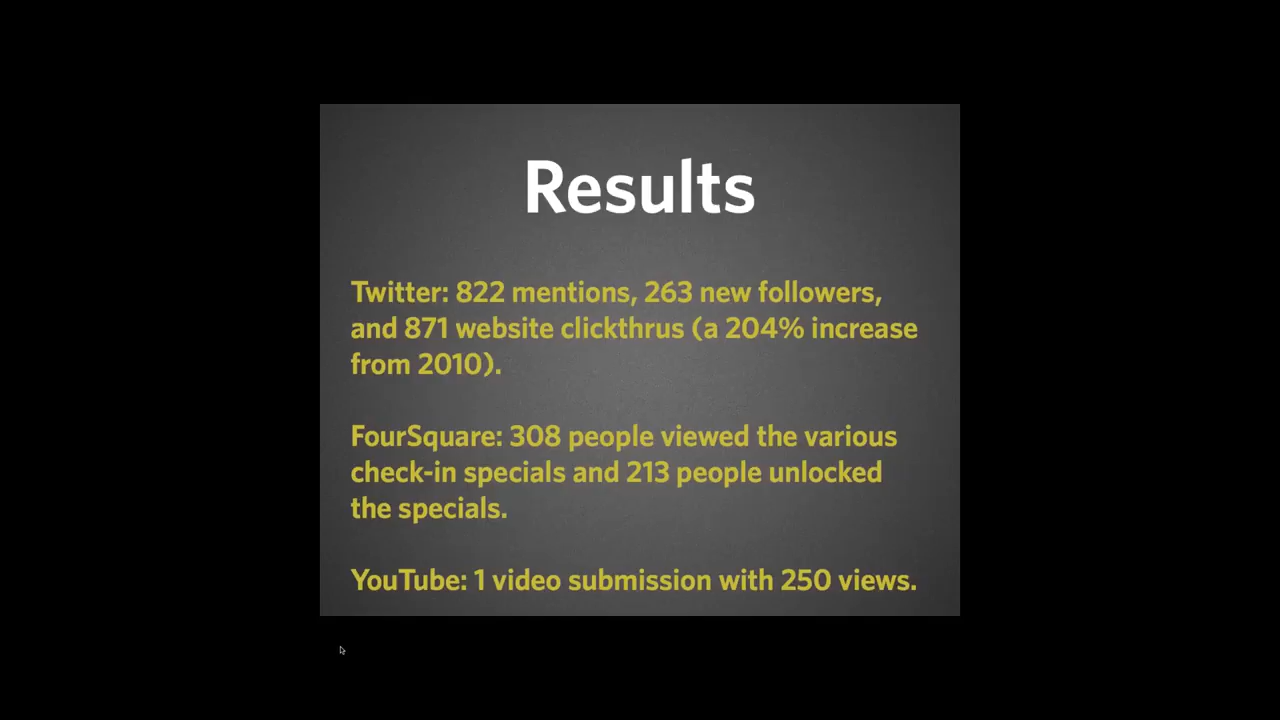 Results
Twitter: 822 mentions, 263 new followers,
and 871 website clickthrus (a 204% increase
from 2010).
FourSquare: 308 people viewed the various
check-in specials and 213 people unlocked
the specials.
YouTube: 1 video submission with 250 views.